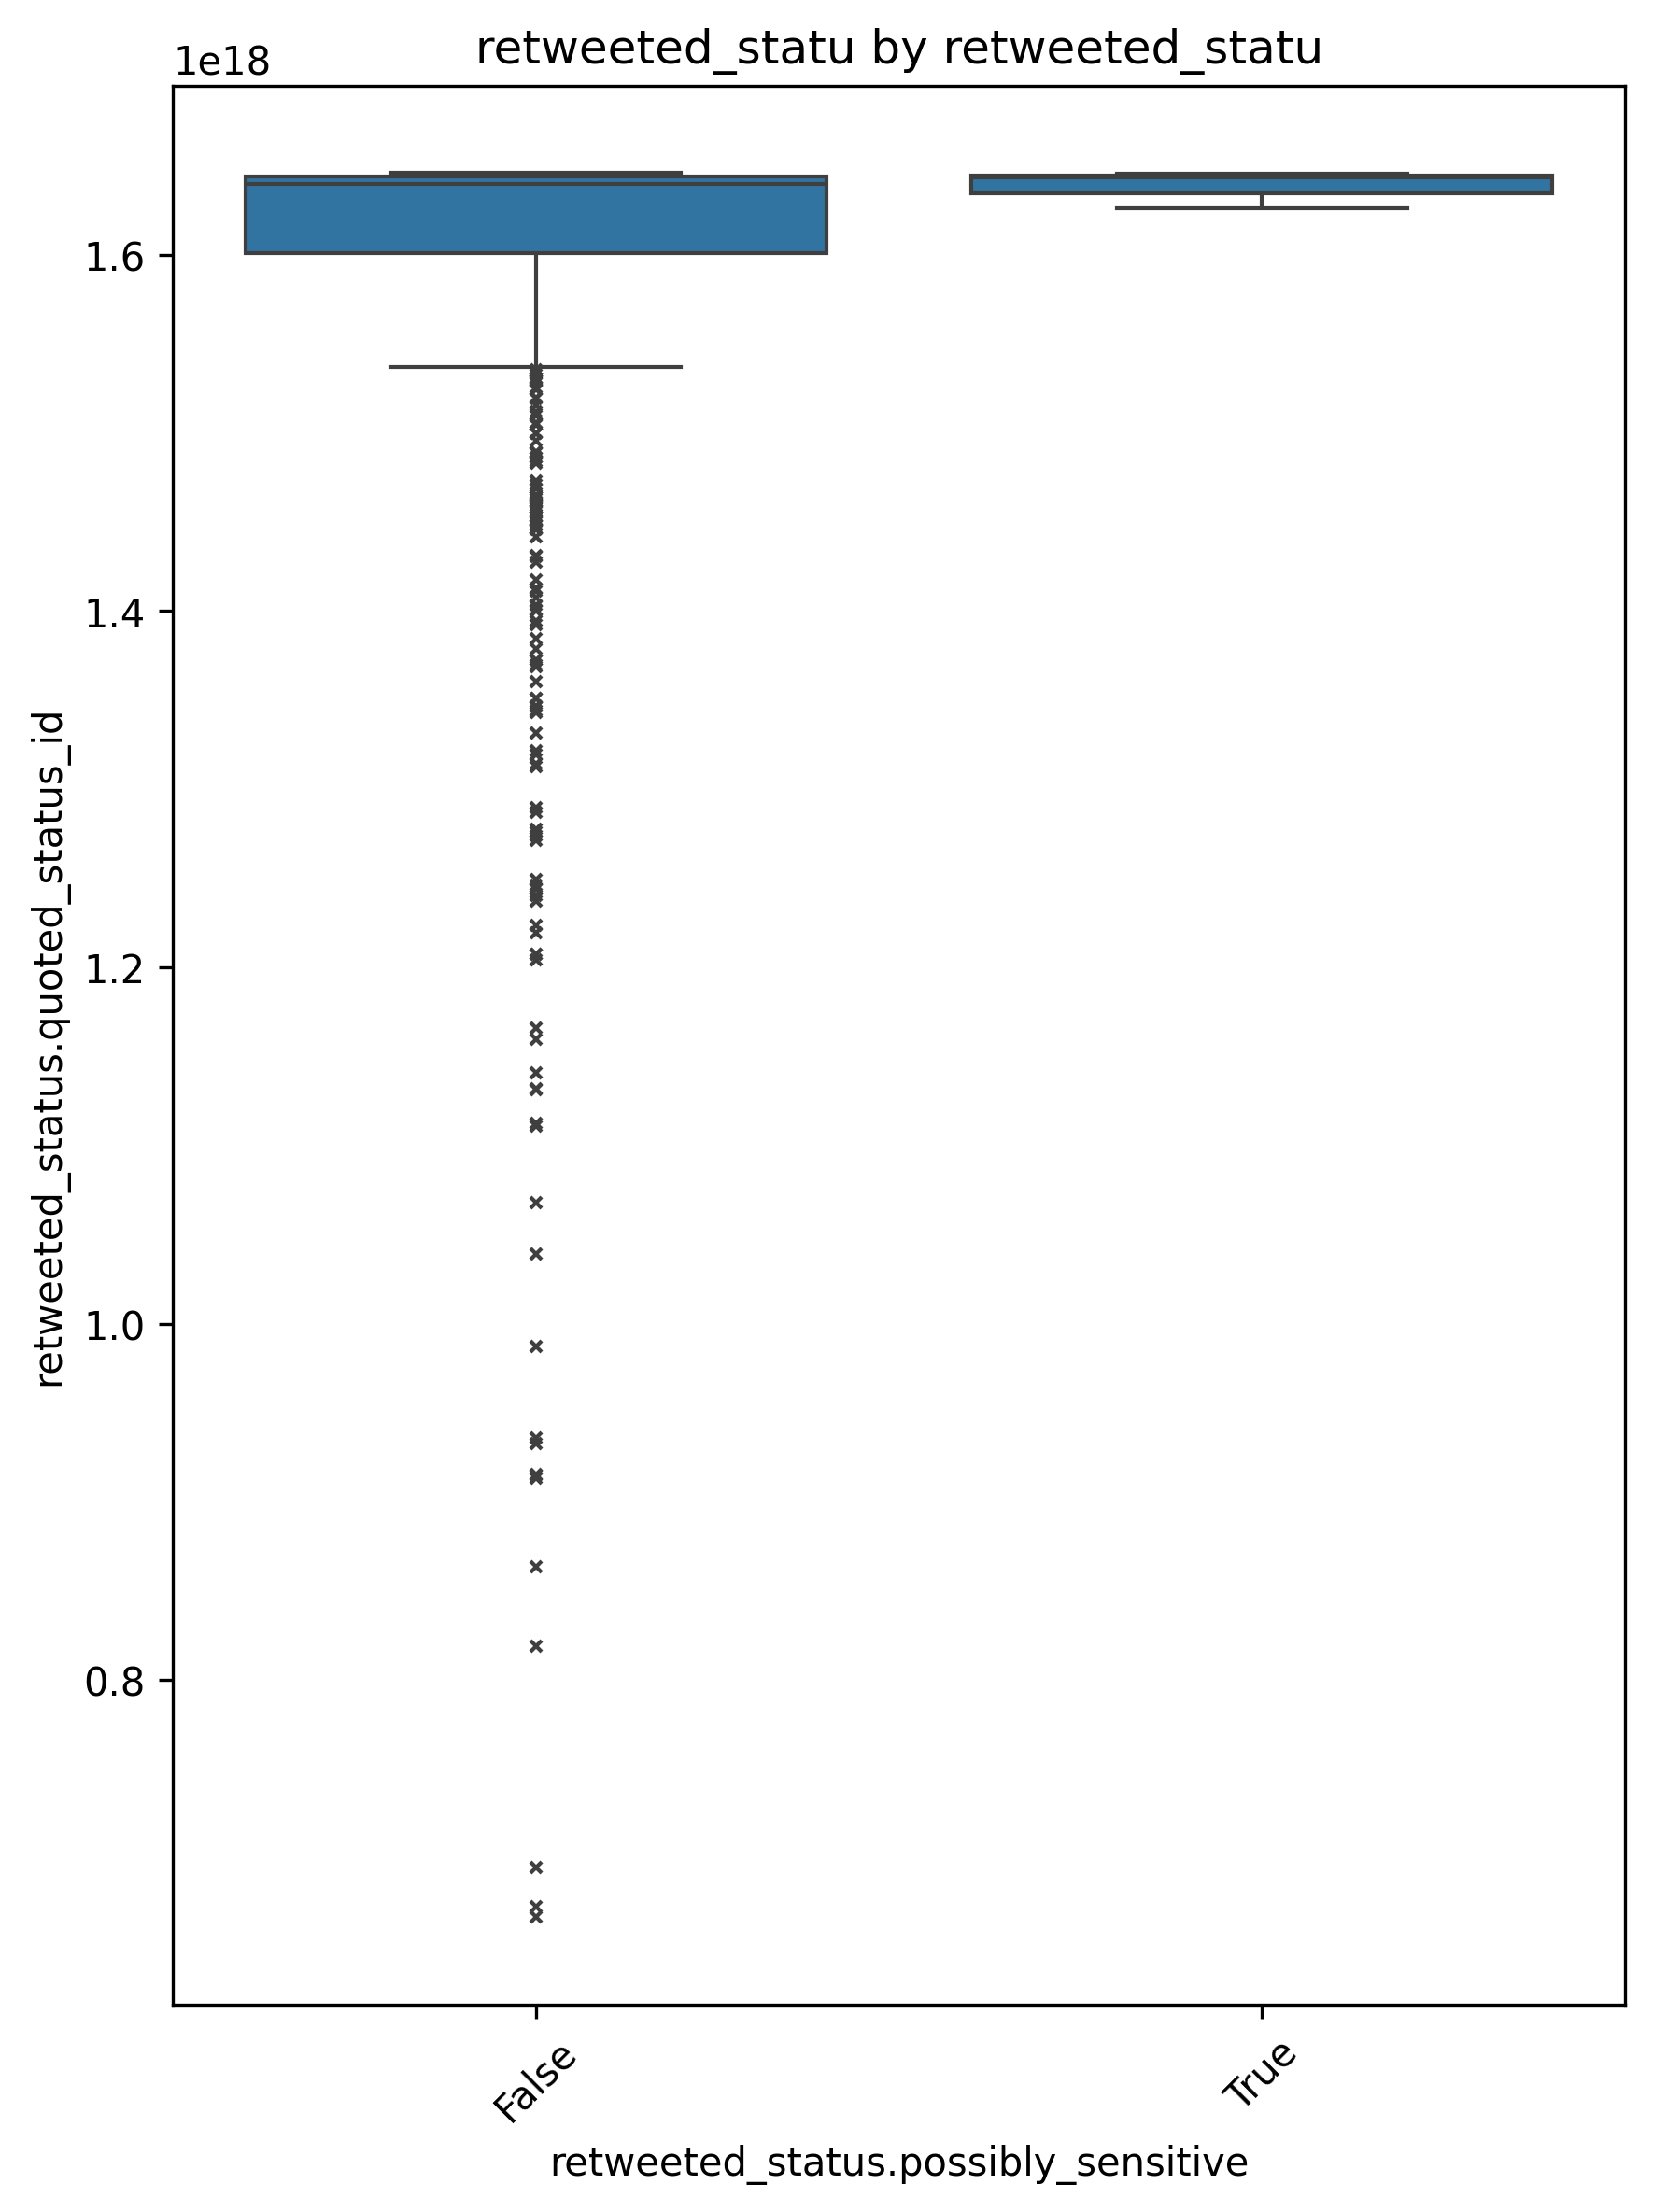 retweeted_statu by retweeted_statu
1e18
1.6
1.4
1.2
1.0
0.8
retweeted_status.quoted_status_id
False
True
retweeted_status.possibly_sensitive